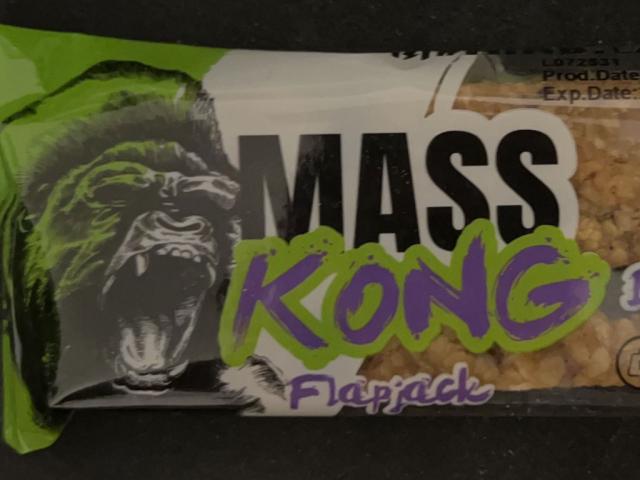 L072531
Prod.Date
Exp.Date:
MASS
KONG
Flapjack